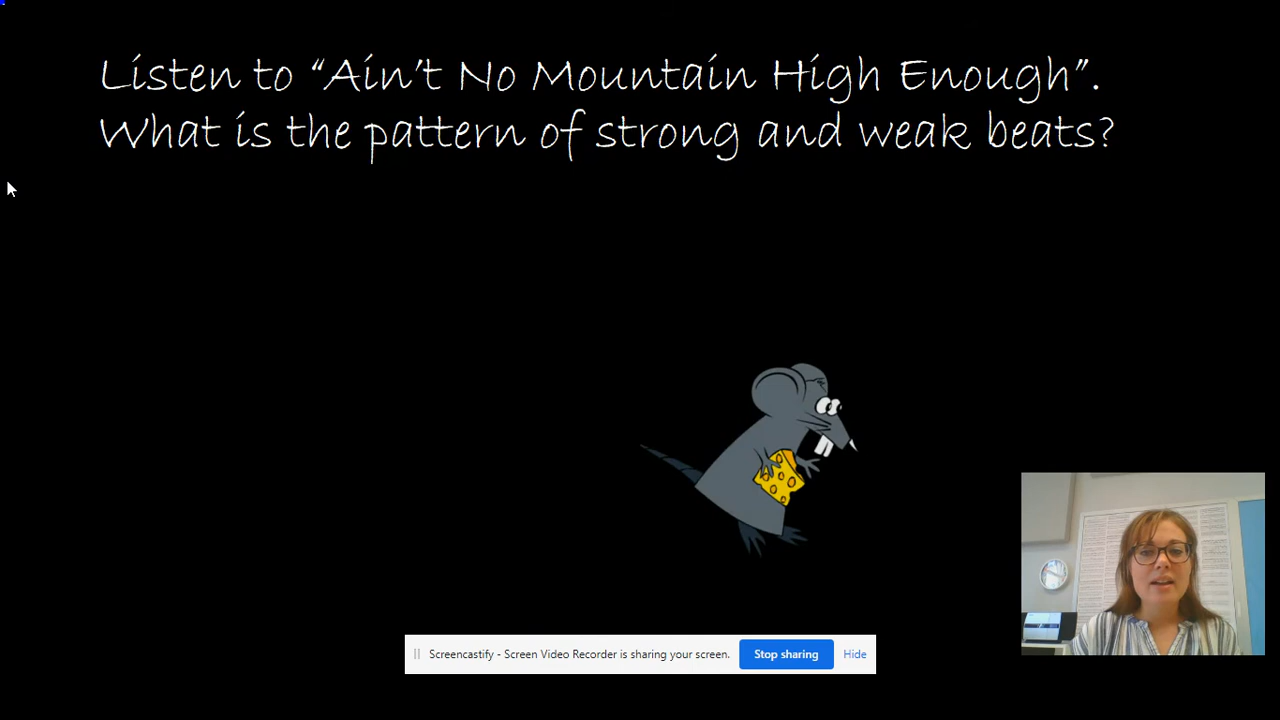 Listen to “Ain’t No Mountain High Enough”.
What is the pattern of strong and weak beats?
Screencastify - Screen Video Recorder is sharing your screen. Stop sharing Hide